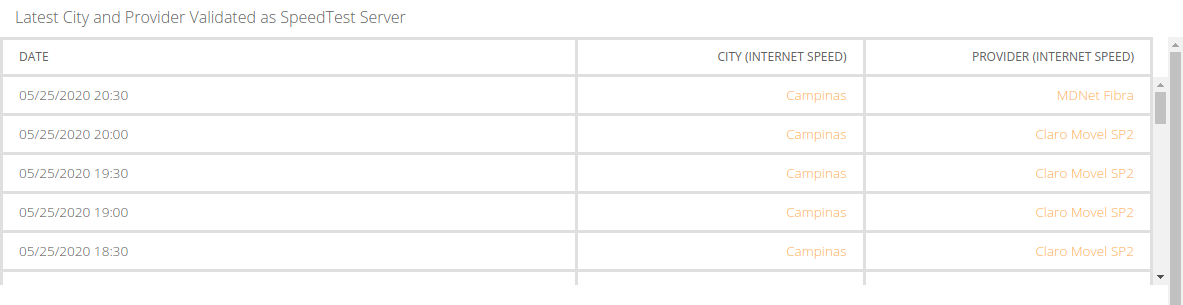 Latest City and Provider Validated as SpeedTest Server
DATE CITY (INTERNET SPEED) PROVIDER (INTERNET SPEED)
05/25/2020 20:30 Campinas MDNet Fibra
05/25/2020 20:00 Campinas Claro Movel SP2
05/25/2020 19:30 Campinas Claro Movel SP2
05/25/2020 19:00 Campinas Claro Movel SP2
05/25/2020 18:30 Campinas Claro Movel SP2